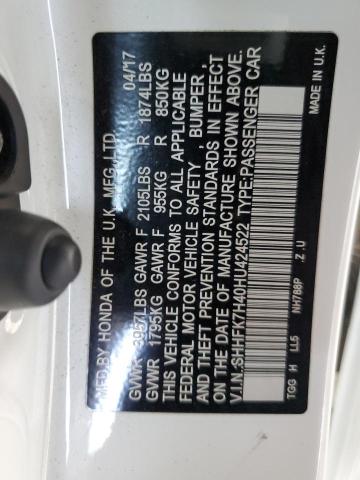 MFD.BY HONDA OF THE U.K. MFG.,LTD. 04/17
GVWR 3957LBS GAWR F 2105LBS R 1874LBS
GVWR 1795KG GAWR F 955KG R 850KG
THIS VEHICLE CONFORMS TO ALL APPLICABLE
FEDERAL MOTOR VEHICLE SAFETY , BUMPER ,
AND THEFT PREVENTION STANDARDS IN EFFECT
ON THE DATE OF MANUFACTURE SHOWN ABOVE.
V.I.N.:SHHFK7H40HU424522 TYPE:PASSENGER CAR
NH788P Z.U MADE IN U.K.
TGG H LL5